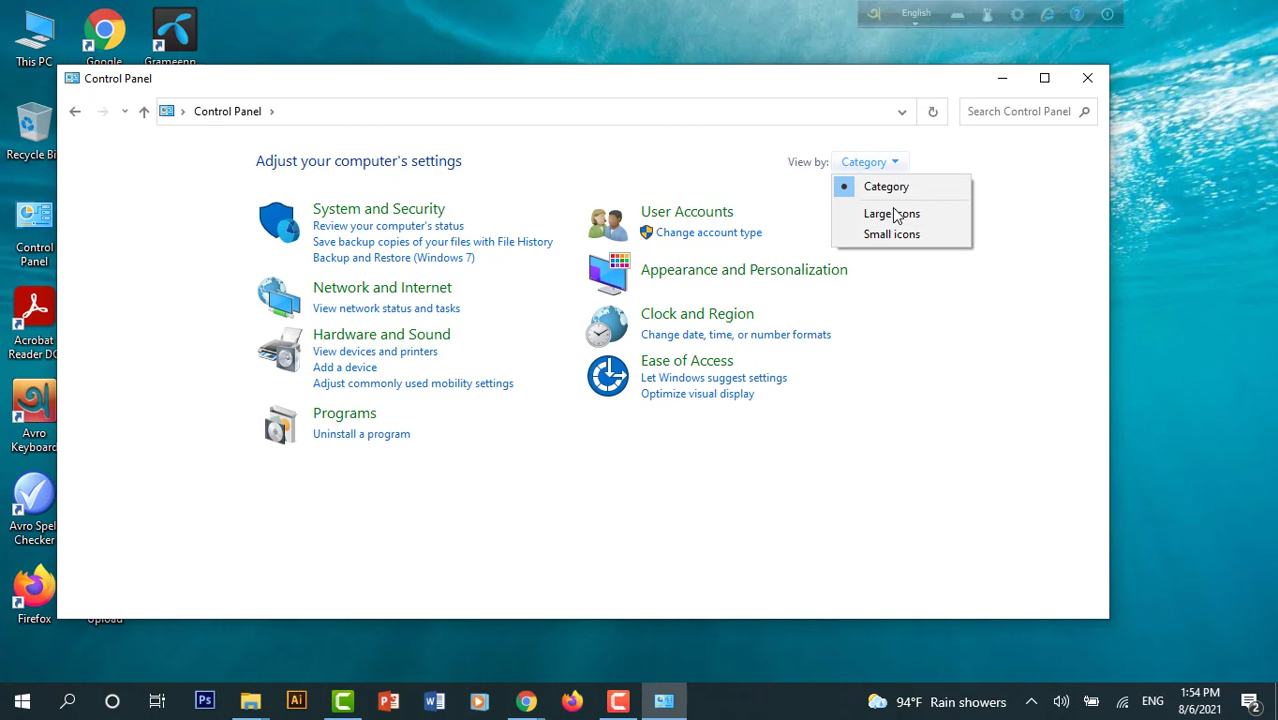 This PC
Google
Grameenn
English
Recycle Bi
Control
Panel
Acrobat
Reader DC
Avro
Keyboard
Avro Spel
Checker
Firefox
Upload
Control Panel
Control Panel
Search Control Panel
Adjust your computer's settings
View by: Category
Category
Large icons
Small icons
System and Security
Review your computer's status
Save backup copies of your files with File History
Backup and Restore (Windows 7)
Network and Internet
View network status and tasks
Hardware and Sound
View devices and printers
Add a device
Adjust commonly used mobility settings
Programs
Uninstall a program
User Accounts
Change account type
Appearance and Personalization
Clock and Region
Change date, time, or number formats
Ease of Access
Let Windows suggest settings
Optimize visual display
Ps
Ai
94°F Rain showers
ENG
1:54 PM
8/6/2021
2